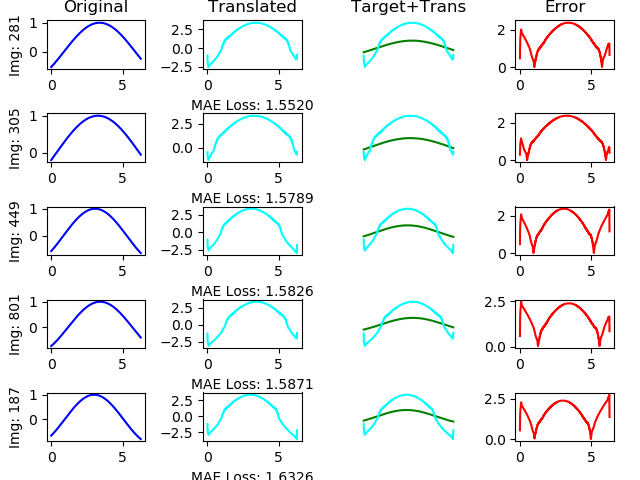 Original Translated Target+Trans Error
Img: 281 0 1 0 5 −2.5 0.0 2.5 0 5 0 2 0 5
MAE Loss: 1.5520
Img: 305 0 1 0 5 0.0 2.5 0 5 0 2 0 5
MAE Loss: 1.5789
Img: 449 0 1 0 5 −2.5 0.0 2.5 0 5 0 2 0 5
MAE Loss: 1.5826
Img: 801 0 1 0 5 −2.5 0.0 2.5 0 5 0.0 2.5 0 5
MAE Loss: 1.5871
Img: 187 0 1 0 5 −2.5 0.0 2.5 0 5 0.0 2.5 0 5
MAE Loss: 1.6326